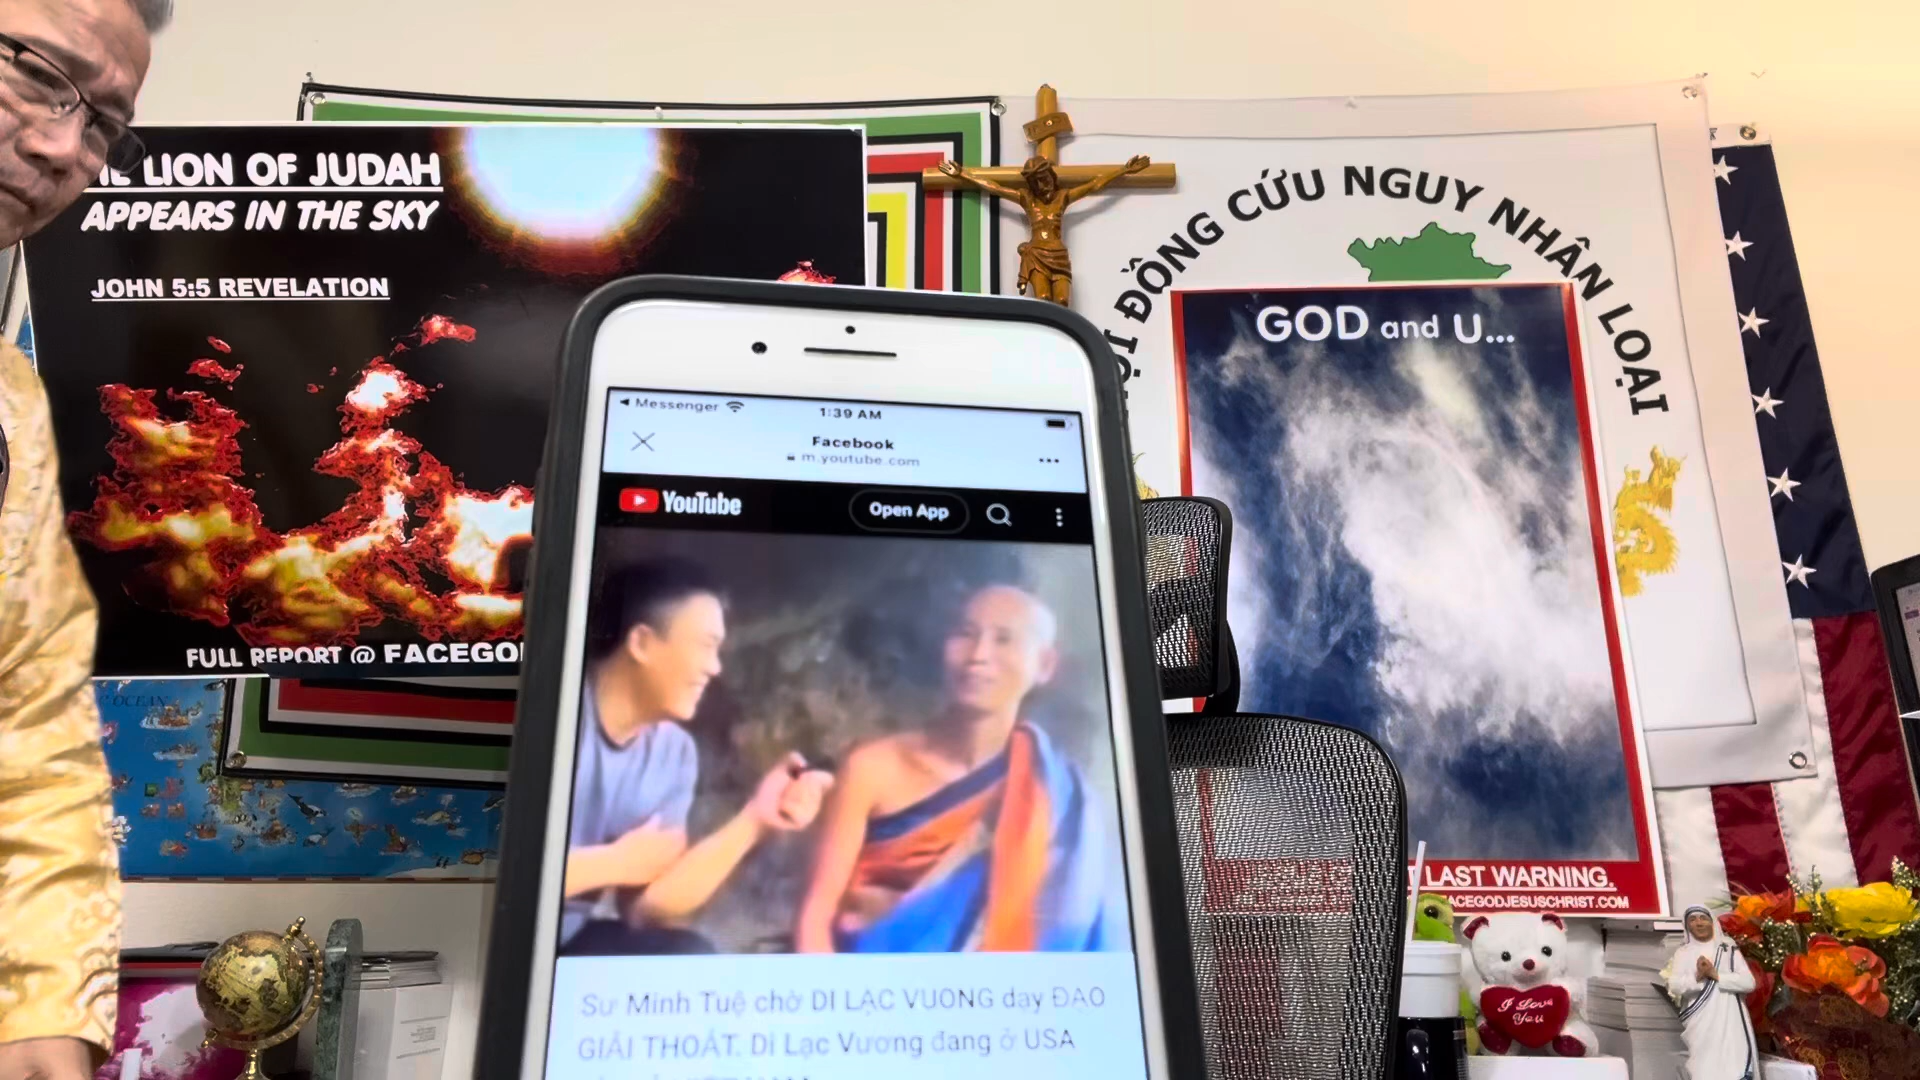 LION OF JUDAH
APPEARS IN THE SKY
JOHN 5:5 REVELATION
FULL REPORT @ FACEGO
OCEAN
ĐỒNG CỨU NGUY NHÂN LOẠI
GOD and U...
LAST WARNING.
ACEGODJESUSCHRIST.COM
Messenger
1:39 AM
Facebook
m.youtube.com
YouTube
Open App
Sư Minh Tuệ chờ DI LẠC VUONG dạy ĐẠO
GIẢI THOÁT. Di Lạc Vương đang ở USA
I Love
You